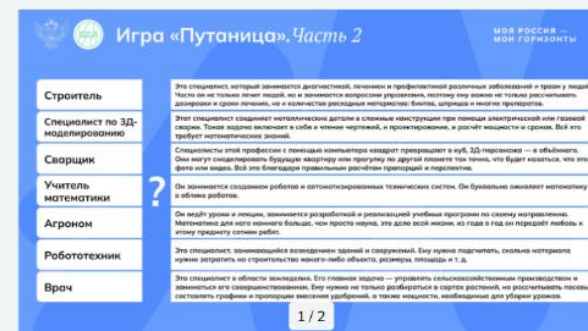 Игра «Путаница». Часть 2
МОЯ РОССИЯ —
МОИ ГОРИЗОНТЫ
Строитель
Это специалист, который занимается диагностикой, лечением и профилактикой различных заболеваний и травм у людей.
Часто он не только лечит людей, но и занимается вопросами управления, поэтому ему важно не только рассчитывать
дозировки и сроки лечения, но и количество расходных материалов: бинтов, шприцев и многих препаратов.
Специалист по 3Д-
моделированию
Этот специалист соединяет металлические детали в сложные конструкции при помощи электрической или газовой
сварки. Такая задача включает в себя и чтение чертежей, и проектирование, и расчёт мощности и сроков. Всё это
требует математических знаний.
Сварщик
Специалисты этой профессии с помощью компьютера квадрат превращают в куб, 2Д-персонажа — в объёмного.
Они могут смоделировать будущую квартиру или прогулку по другой планете так точно, что будет казаться, что это
фото или видео. Всё это благодаря правильным расчётам пропорций и перспектив.
Учитель
математики
?
Он занимается созданием роботов и автоматизированных технических систем. Он буквально оживляет математику
в облике роботов.
Агроном
Он ведёт уроки и лекции, занимается разработкой и реализацией учебных программ по своему направлению.
Математика для него намного больше, чем просто наука, это дело всей жизни, из года в год он передаёт любовь к
этому предмету сотням ребят.
Робототехник
Это специалист, занимающийся возведением зданий и сооружений. Ему нужно подсчитать, сколько материала
нужно затратить на строительство какого-либо объекта, размеры, площадь и т. д.
Врач
Это специалист в области земледелия. Его главная задача — управлять сельскохозяйственным производством и
заниматься его совершенствованием. Ему нужно не только разбираться в сортах растений, но рассчитывать посевы,
составлять графики и пропорции внесения удобрений, а также мощности, необходимые для уборки урожая.
1 / 2